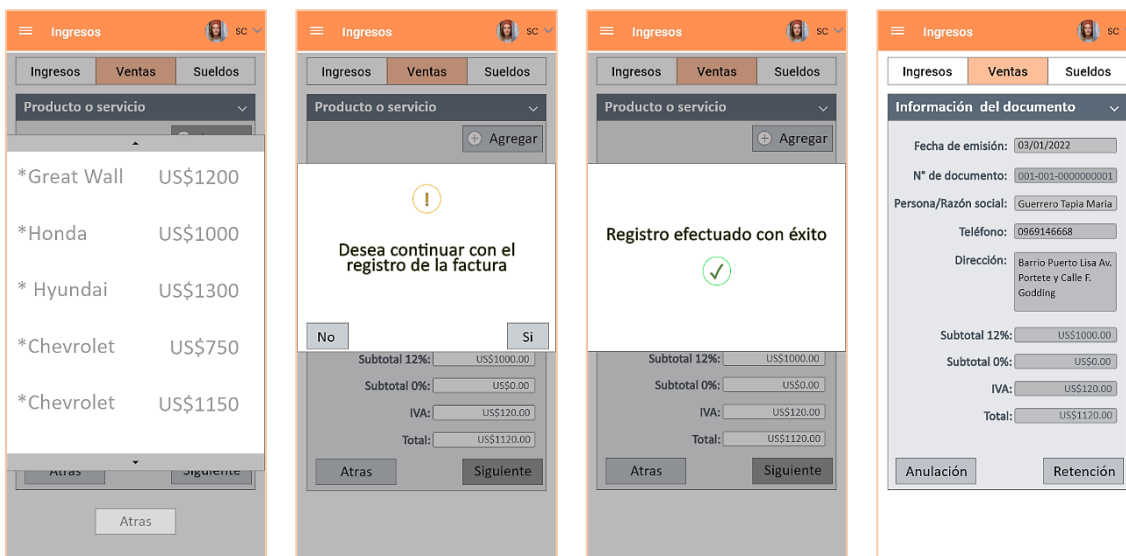 Ingresos
SC
Ingresos
Ventas
Sueldos
Producto o servicio
*Great Wall US$1200
*Honda US$1000
* Hyundai US$1300
*Chevrolet US$750
*Chevrolet US$1150
Atras
Siguiente
Atras
Ingresos
SC
Ingresos
Ventas
Sueldos
Producto o servicio
Agregar
Desea continuar con el
registro de la factura
No
Si
Subtotal 12%: US$1000.00
Subtotal 0%: US$0.00
IVA: US$120.00
Total: US$1120.00
Atras
Siguiente
Ingresos
SC
Ingresos
Ventas
Sueldos
Producto o servicio
Agregar
Registro efectuado con éxito
Subtotal 12%: US$1000.00
Subtotal 0%: US$0.00
IVA: US$120.00
Total: US$1120.00
Atras
Siguiente
Ingresos
SC
Ingresos
Ventas
Sueldos
Información del documento
Fecha de emisión: 03/01/2022
N° de documento: 001-001-0000000001
Persona/Razón social: Guerrero Tapia Maria
Teléfono: 0969146668
Dirección: Barrio Puerto Lisa Av.
Portete y Calle F.
Godding
Subtotal 12%: US$1000.00
Subtotal 0%: US$0.00
IVA: US$120.00
Total: US$1120.00
Anulación
Retención